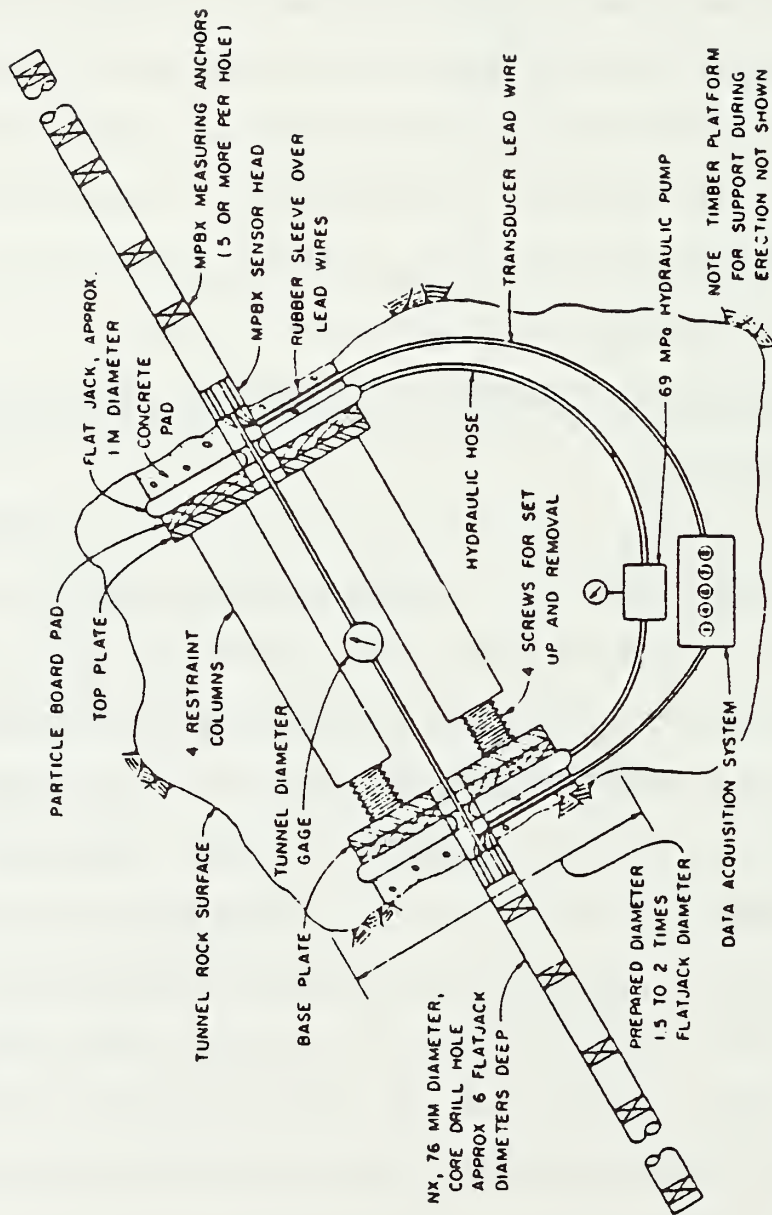 PARTICLE BOARD PAD
TOP PLATE
TUNNEL ROCK SURFACE
4 RESTRAINT
COLUMNS
TUNNEL DIAMETER
GAGE
BASE PLATE
NX, 76 MM DIAMETER,
CORE DRILL HOLE
APPROX 6 FLATJACK
DIAMETERS DEEP
FLAT JACK, APPROX.
1M DIAMETER
CONCRETE
PAD
MPBX MEASURING ANCHORS
(5 OR MORE PER HOLE)
MPBX SENSOR HEAD
RUBBER SLEEVE OVER
LEAD WIRES
HYDRAULIC HOSE
TRANSDUCER LEAD WIRE
4 SCREWS FOR SET
UP AND REMOVAL
69 MPa HYDRAULIC PUMP
PREPARED DIAMETER
1.5 TO 2 TIMES
FLATJACK DIAMETER
DATA ACQUISITION SYSTEM
NOTE TIMBER PLATFORM
FOR SUPPORT DURING
ERECTION NOT SHOWN